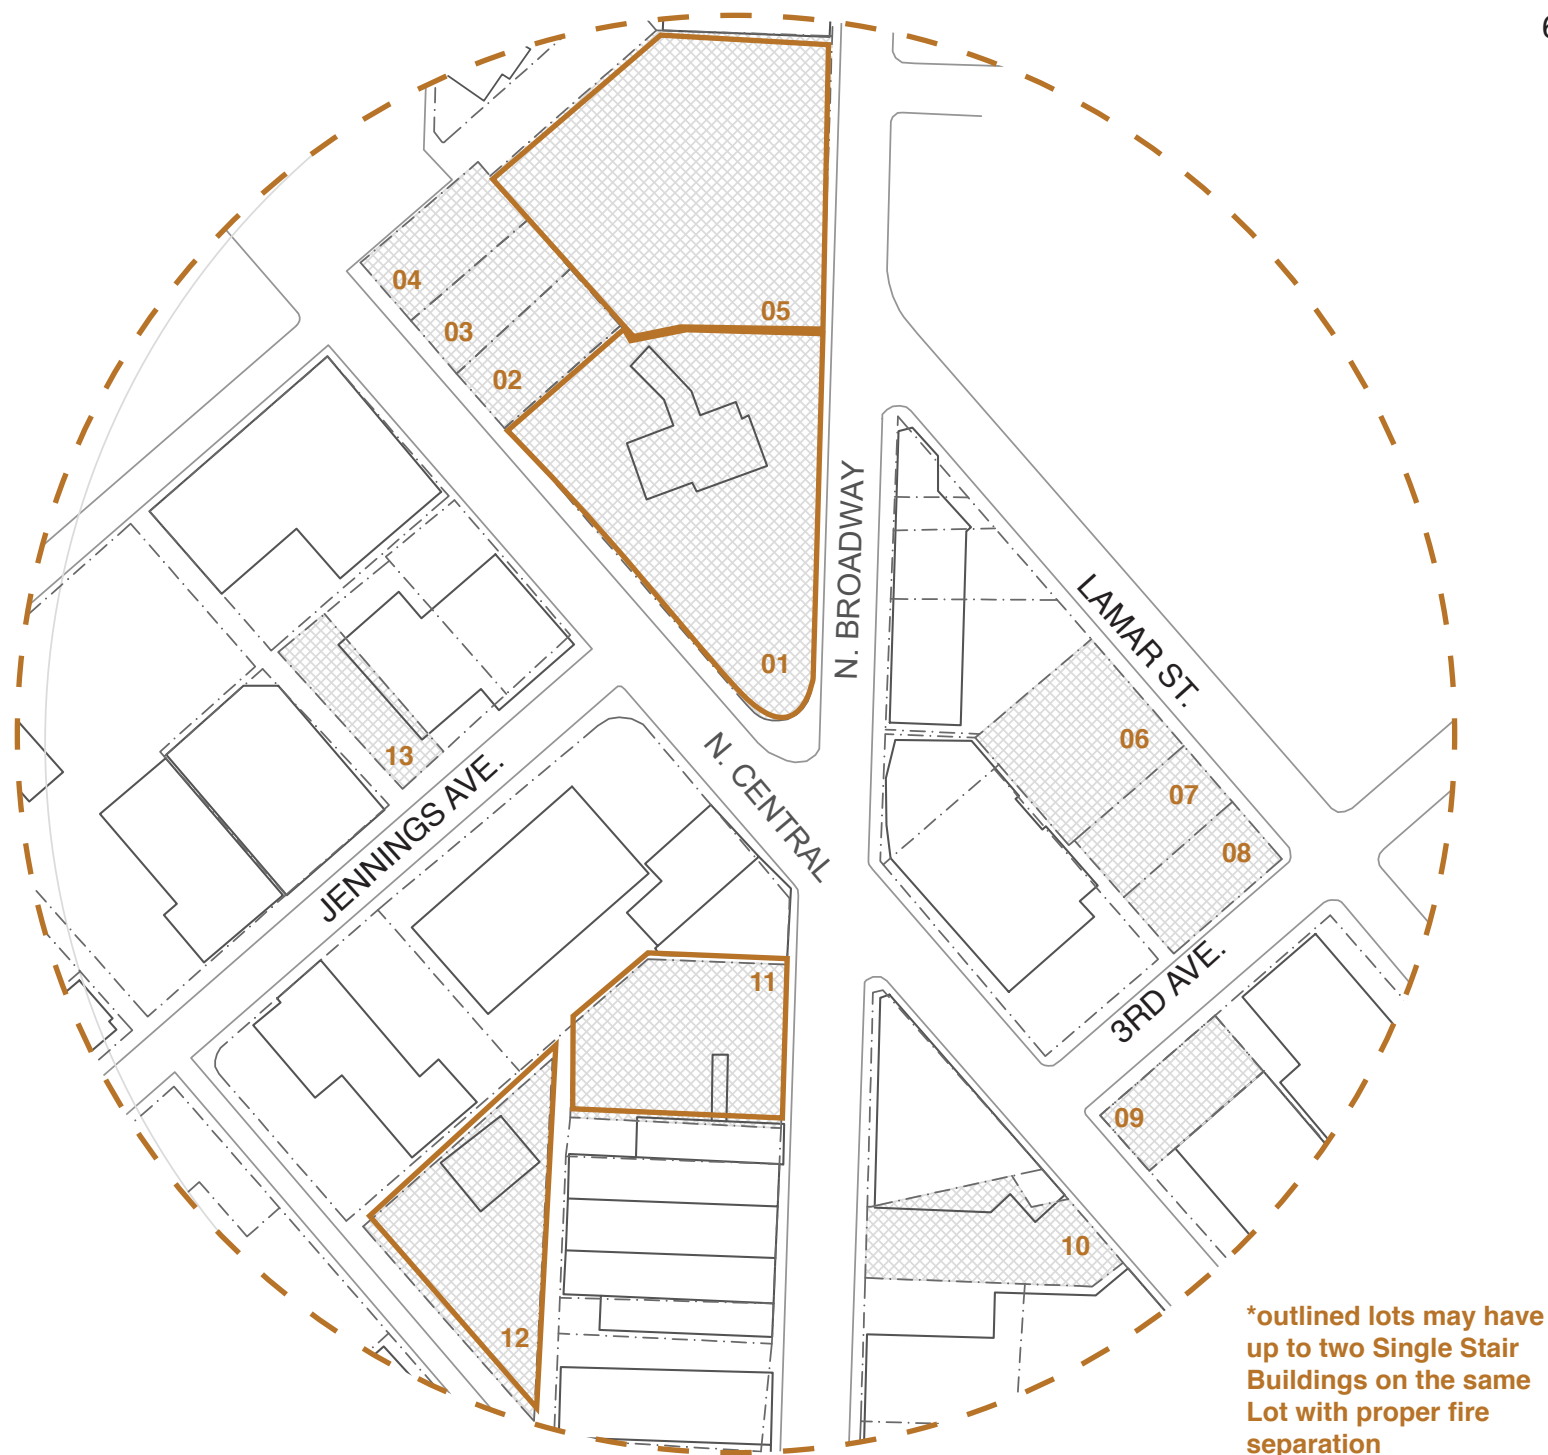 6
04
03
02
05
01
N. BROADWAY
LAMAR ST.
06
07
08
13
JENNINGS AVE.
N. CENTRAL
3RD AVE.
11
09
10
12
*outlined lots may have
up to two Single Stair
Buildings on the same
Lot with proper fire
separation